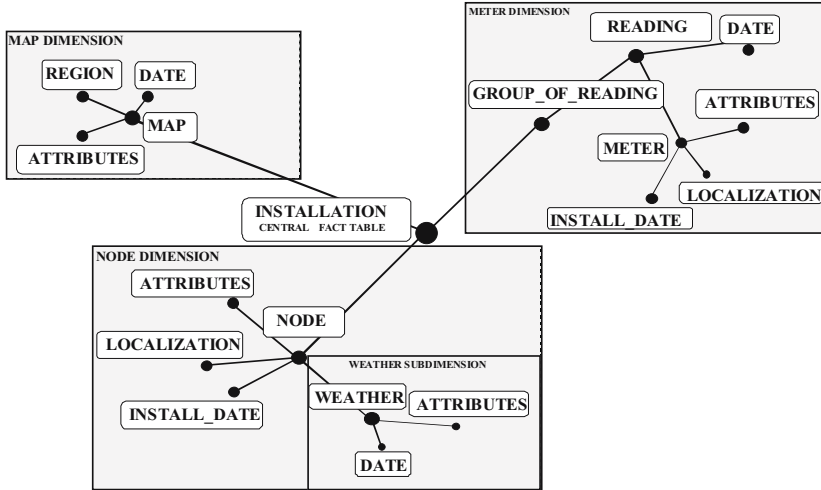 MAP DIMENSION
REGION
DATE
MAP
ATTRIBUTES
METER DIMENSION
READING
DATE
GROUP_OF_READING
ATTRIBUTES
METER
LOCALIZATION
INSTALL_DATE
INSTALLATION
CENTRAL FACT TABLE
NODE DIMENSION
ATTRIBUTES
NODE
LOCALIZATION
INSTALL_DATE
WEATHER SUBDIMENSION
WEATHER
ATTRIBUTES
DATE